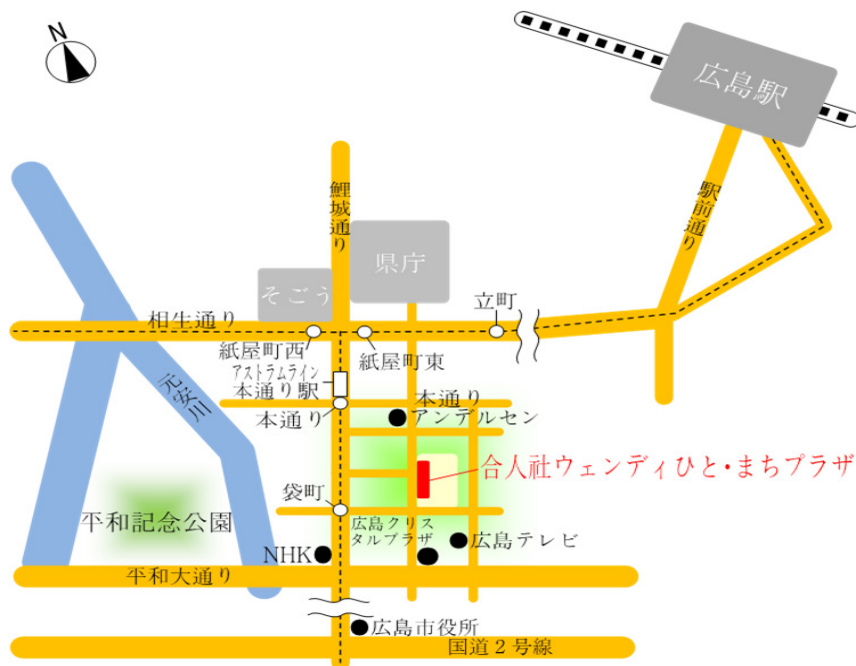 N
広島駅
鯉城通り
駅前通り
県庁
そごう
立町
相生通り
紙屋町西
紙屋町東
アストラムライン
本通り駅
本通り
本通り
アンデルセン
元安川
合人社ウェンディひと・まちプラザ
袋町
平和記念公園
広島クリス
タルプラザ
広島テレビ
NHK
平和大通り
広島市役所
国道2号線